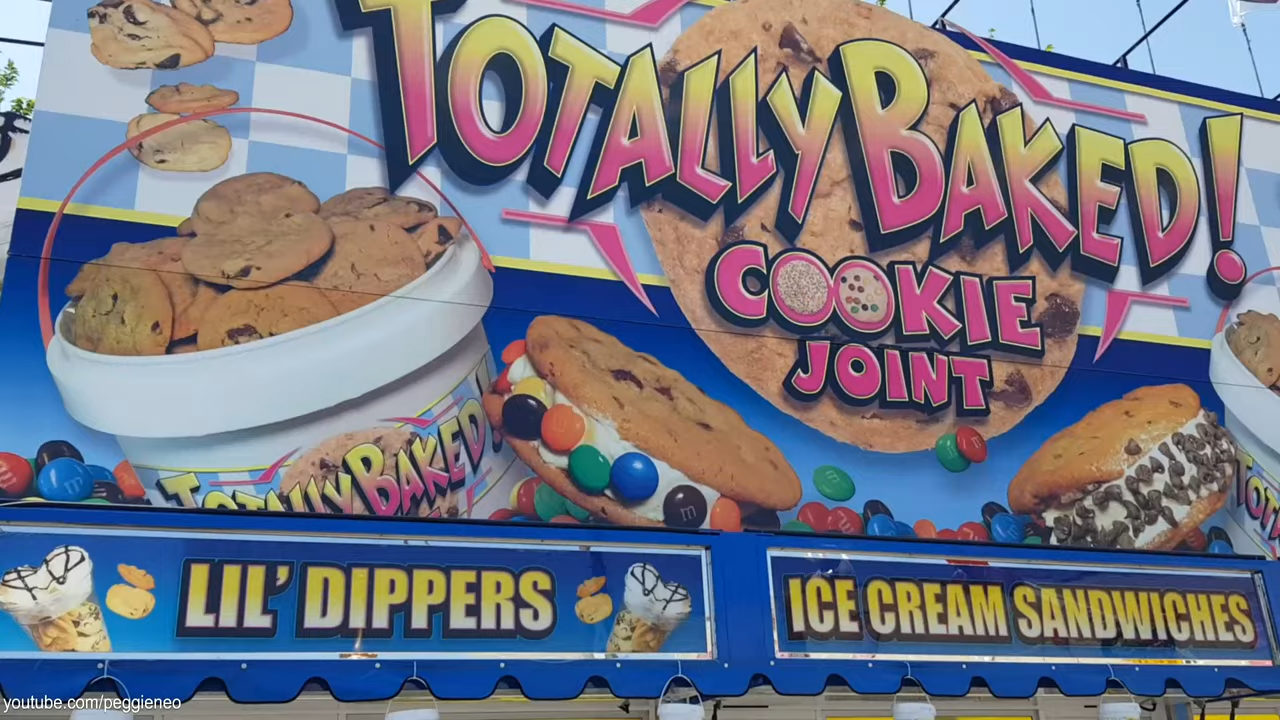 TOTALLY BAKED!
COOKIE
JOINT
TOTALLY BAKED!
m
m
LIL' DIPPERS
ICE CREAM SANDWICHES
youtube.com/peggieneo